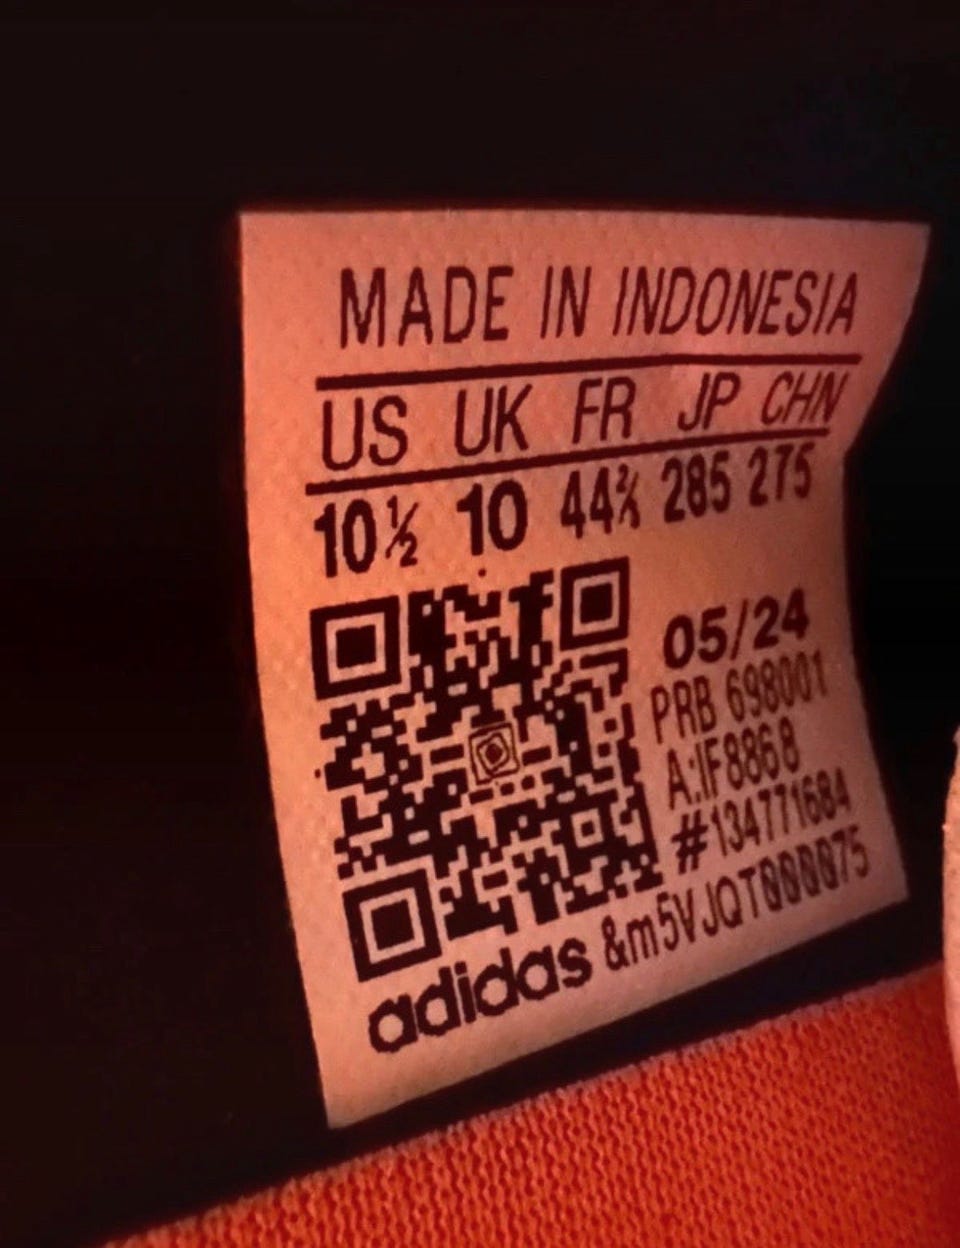 MADE IN INDONESIA
US UK FR JP CHN
10½ 10 44⅔ 285 275
05/24
PRB 698001
A:IF8868
#134771684
adidas &m5VJQT000075